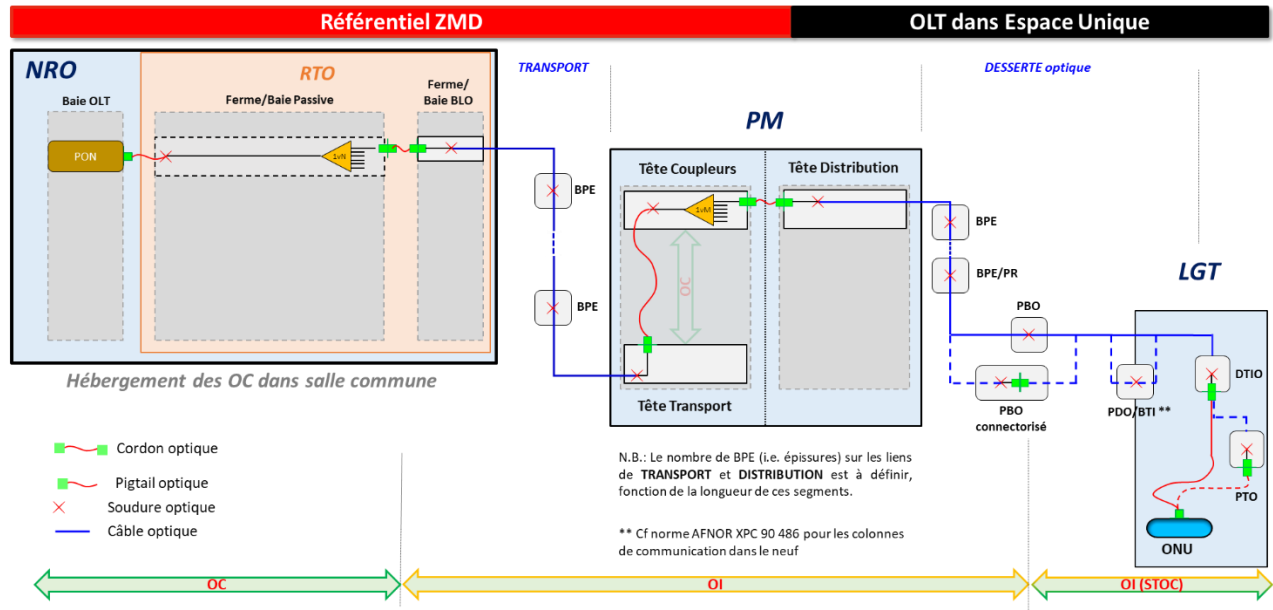 Référentiel ZMD
OLT dans Espace Unique
NRO
RTO
TRANSPORT
DESSERTE optique
Baie OLT
Ferme/Baie Passive
Ferme/
Baie BLO
PM
PON
1vN
BPE
BPE
Tête Coupleurs
Tête Distribution
1vM
OC
Tête Transport
BPE
BPE/PR
PBO
PBO
connectorisé
PDO/BTI **
LGT
DTIO
PTO
ONU
Hébergement des OC dans salle commune
Cordon optique
Pigtail optique
Soudure optique
Câble optique
N.B.: Le nombre de BPE (i.e. épissures) sur les liens
de TRANSPORT et DISTRIBUTION est à définir,
fonction de la longueur de ces segments.
** Cf norme AFNOR XPC 90 486 pour les colonnes
de communication dans le neuf
OC
OI
OI (STOC)